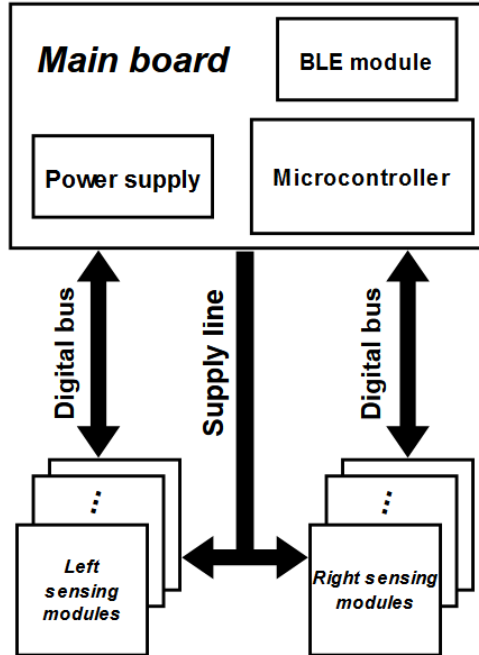 Main board
BLE module
Power supply
Microcontroller
Digital bus
Supply line
Digital bus
...
...
Left
sensing
modules
Right sensing
modules